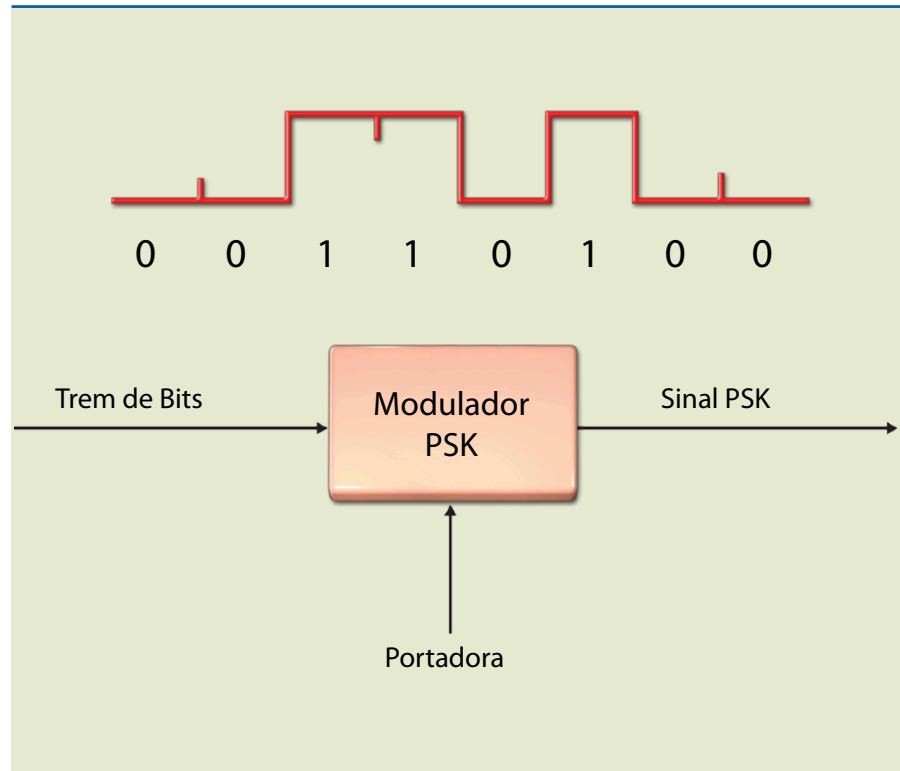 0 0 1 1 0 1 0 0
Trem de Bits
Modulador
PSK
Sinal PSK
Portadora